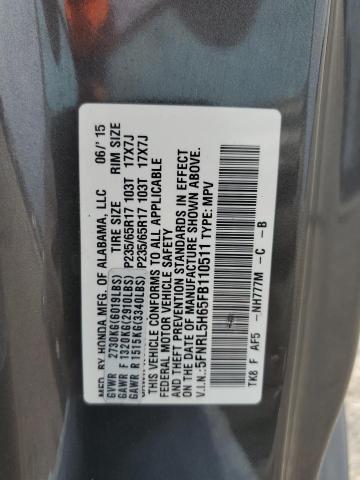 MFD. BY HONDA MFG. OF ALABAMA, LLC 06/'15
TIRE SIZE RIM SIZE
GVWR 2730KG(6019LBS)
GAWR F 1320KG(2910LBS) P235/65R17 103T 17X7J
GAWR R 1515KG(3340LBS) P235/65R17 103T 17X7J
THIS VEHICLE CONFORMS TO ALL APPLICABLE
FEDERAL MOTOR VEHICLE SAFETY
AND THEFT PREVENTION STANDARDS IN EFFECT
ON THE DATE OF MANUFACTURE SHOWN ABOVE.
V.I.N.:5FNRL5H65FB110511 TYPE: MPV
TK8 F AF5 -NH777M -C -B